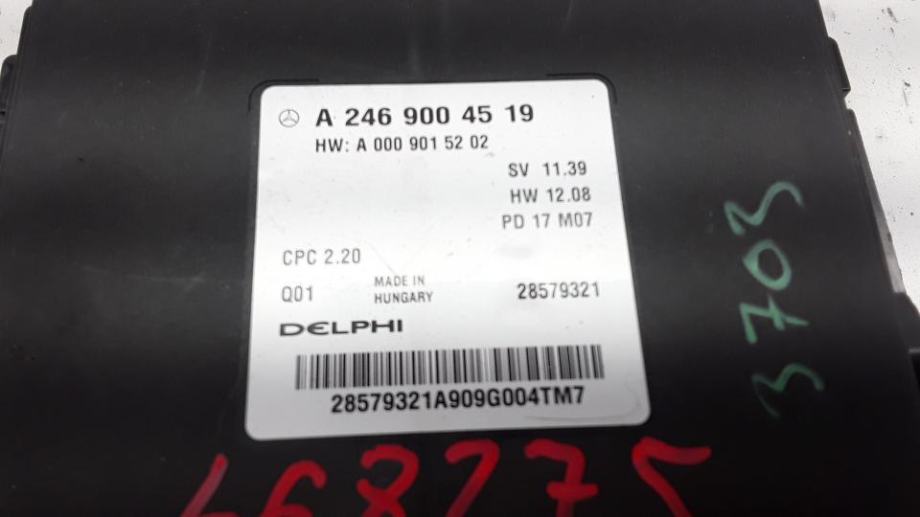 A 246 900 45 19
HW: A 000 901 52 02
SV 11.39
HW 12.08
PD 17 M07
CPC 2.20
Q01
MADE IN
HUNGARY
28579321
DELPHI
28579321A909G004TM7
3703
468275